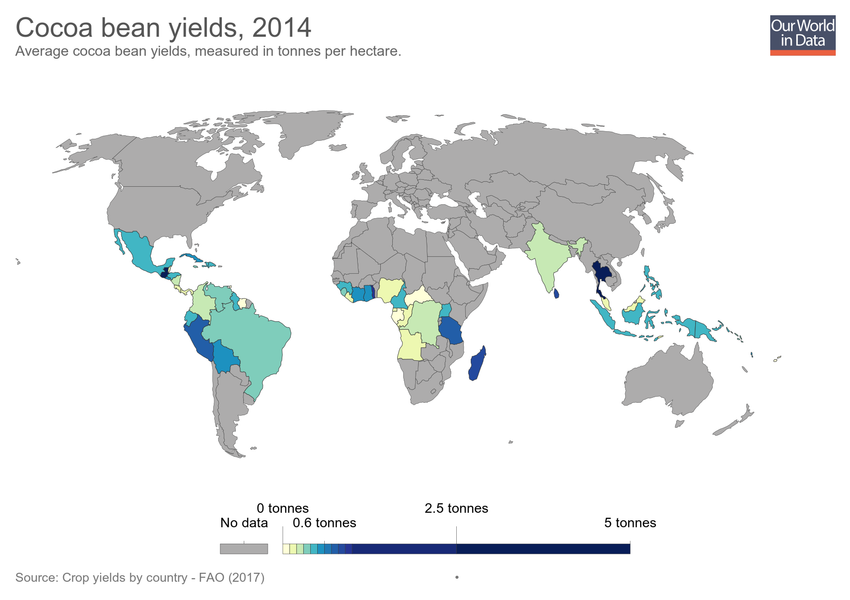 Cocoa bean yields, 2014
Average cocoa bean yields, measured in tonnes per hectare.
Our World
in Data
0 tonnes
2.5 tonnes
No data
0.6 tonnes
5 tonnes
Source: Crop yields by country - FAO (2017)